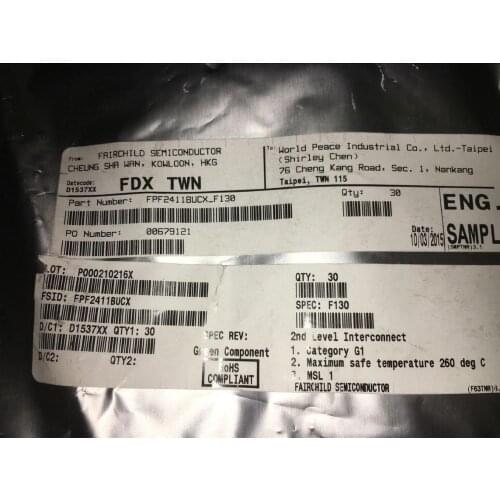 From: FAIRCHILD SEMICONDUCTOR
CHEUNG SHA WAN, KOWLOON, HKG
To: World Peace Industrial Co., Ltd.-Taipei
(Shirley Chen)
76 Cheng Kang Road, Sec. 1, Nankang
Taipei, TWN 115
Datecode:
D1537XX
FDX TWN
Part Number: FPF2411BUCX_F130
Qty: 30
ENG.
PO Number: 00679121
Date:
10/03/2015
SAMPL
(SMPTNR)3.1
LOT: P000210216X
QTY: 30
FSID: FPF2411BUCX
SPEC: F130
D/C1: D1537XX QTY1: 30
SPEC REV:
2nd Level Interconnect
Green Component
1. Category G1
D/C2: QTY2:
RoHS
COMPLIANT
2. Maximum safe temperature 260 deg C
3. MSL 1
FAIRCHILD SEMICONDUCTOR